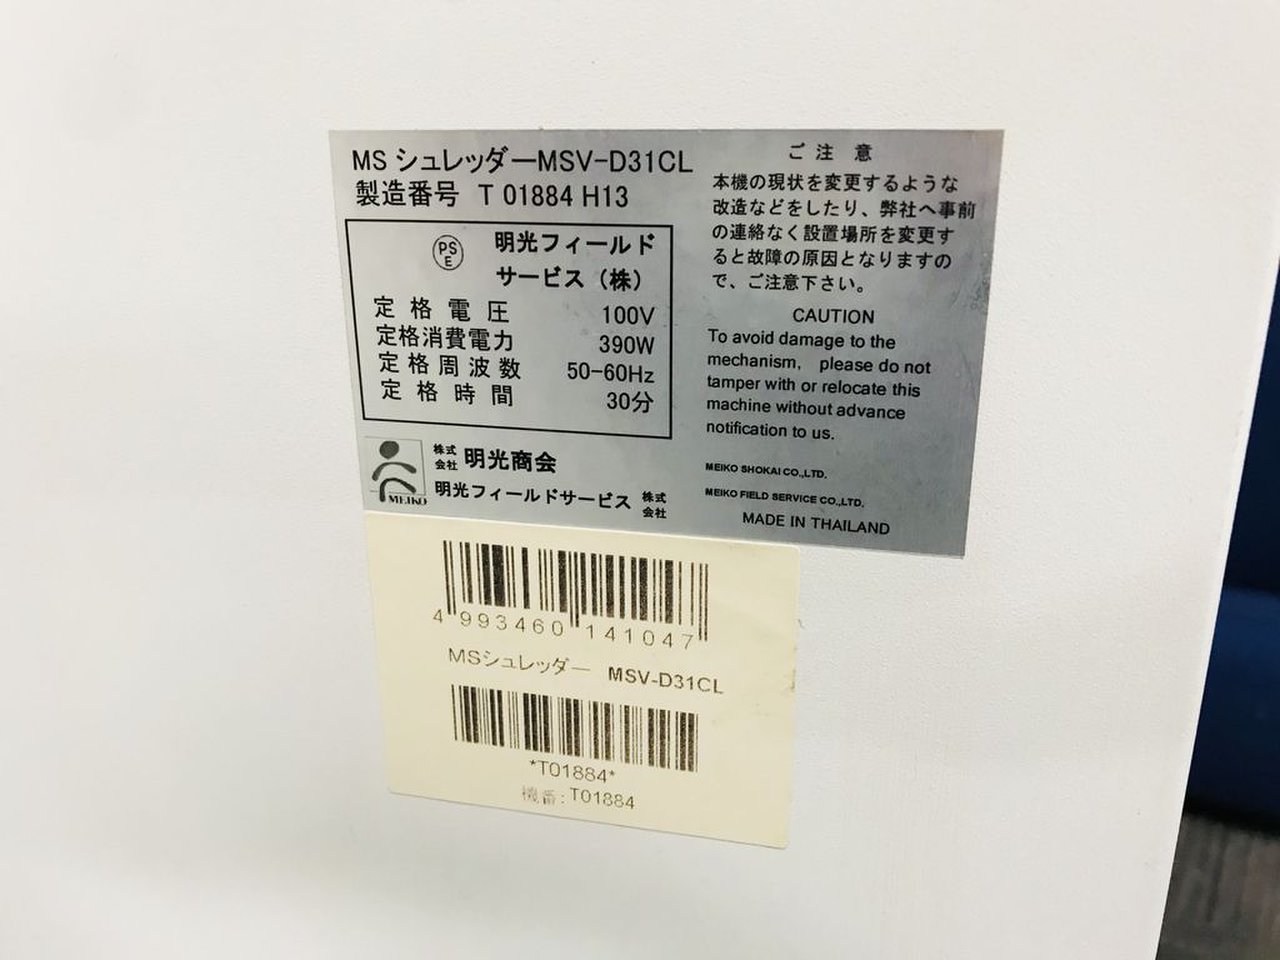 MS シュレッダーMSV-D31CL
製造番号 T 01884 H13
PS
E
明光フィールド
サービス（株）
定格電圧 100V
定格消費電力 390W
定格周波数 50-60Hz
定格時間 30分
MEIKO
株式会社 明光商会
明光フィールドサービス 株式会社
ご注意
本機の現状を変更するような
改造などをしたり、弊社へ事前
の連絡なく設置場所を変更す
ると故障の原因となりますの
で、ご注意下さい。
CAUTION
To avoid damage to the
mechanism, please do not
tamper with or relocate this
machine without advance
notification to us.
MEIKO SHOKAI CO.,LTD.
MEIKO FIELD SERVICE CO.,LTD.
MADE IN THAILAND
4 993460 141047
MSシュレッダー MSV-D31CL
*T01884*
機番:T01884